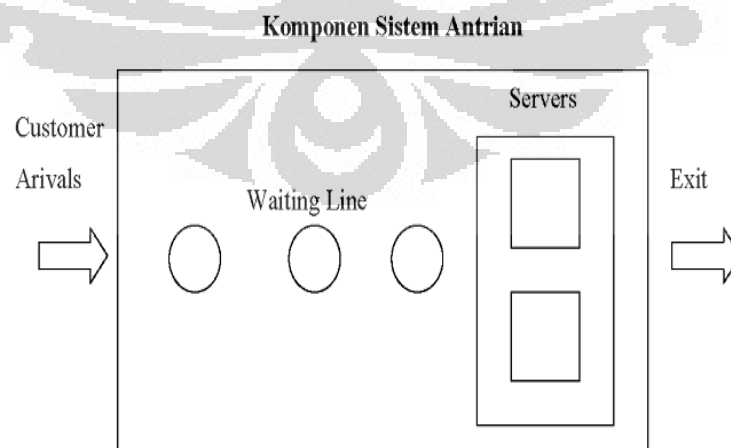 Komponen Sistem Antrian
Servers
Customer
Arivals
Waiting Line
Exit